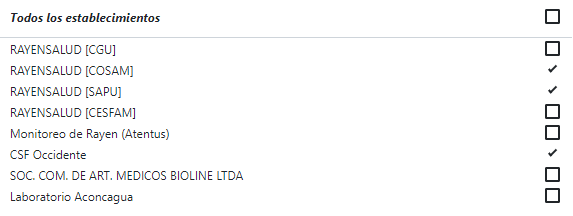 Todos los establecimientos
RAYENSALUD [CGU]
RAYENSALUD [COSAM]
RAYENSALUD [SAPU]
RAYENSALUD [CESFAM]
Monitoreo de Rayen (Atentus)
CSF Occidente
SOC. COM. DE ART. MEDICOS BIOLINE LTDA
Laboratorio Aconcagua